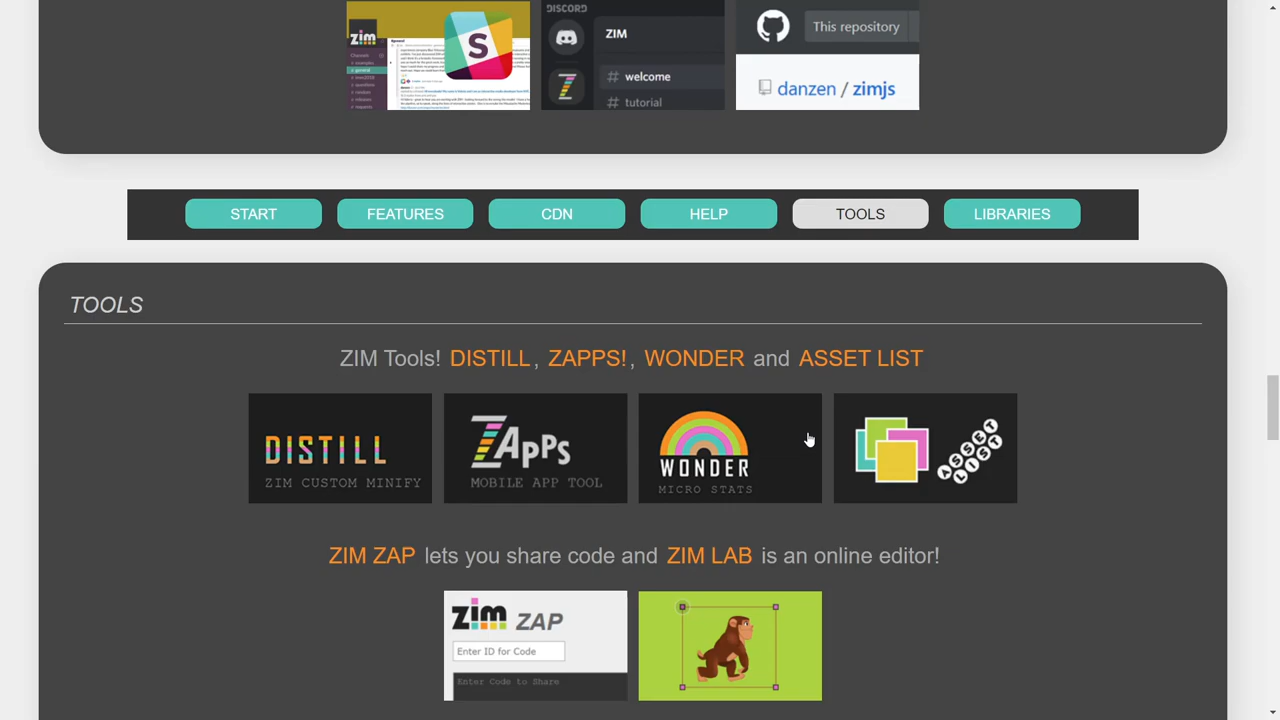 DISCORD
zim
ZIM
S
This repository
# welcome
danzen / zimjs
# tutorial
START
FEATURES
CDN
HELP
TOOLS
LIBRARIES
TOOLS
ZIM Tools! DISTILL, ZAPPS!, WONDER and ASSET LIST
DISTILL
ZIM CUSTOM MINIFY
ZAPPS
MOBILE APP TOOL
WONDER
MICRO STATS
ASSET
LIST
ZIM ZAP lets you share code and ZIM LAB is an online editor!
zim ZAP
Enter ID for Code
Enter Code to Share